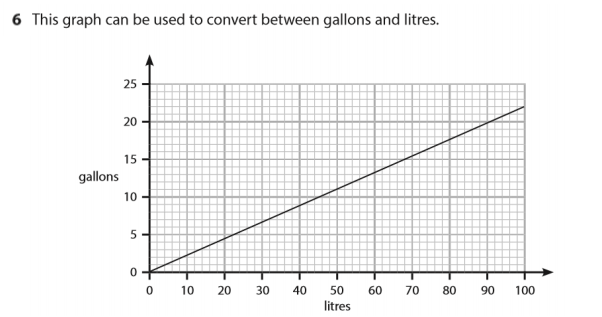 6 This graph can be used to convert between gallons and litres.
25
20
15
gallons
10
5
0
0 10 20 30 40 50 60 70 80 90 100
litres